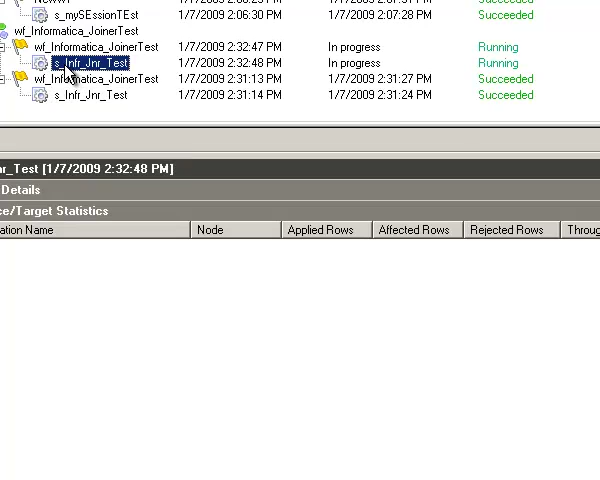 s_mySEssionTEst 1/7/2009 2:06:30 PM 1/7/2009 2:07:28 PM Succeeded
wf_Informatica_JoinerTest
wf_Informatica_JoinerTest 1/7/2009 2:32:47 PM In progress Running
s_Infr_Jnr_Test 1/7/2009 2:32:48 PM In progress Running
wf_Informatica_JoinerTest 1/7/2009 2:31:13 PM 1/7/2009 2:31:27 PM Succeeded
s_Infr_Jnr_Test 1/7/2009 2:31:14 PM 1/7/2009 2:31:24 PM Succeeded
nr_Test [1/7/2009 2:32:48 PM]
Details
ce/Target Statistics
ation Name Node Applied Rows Affected Rows Rejected Rows Throug